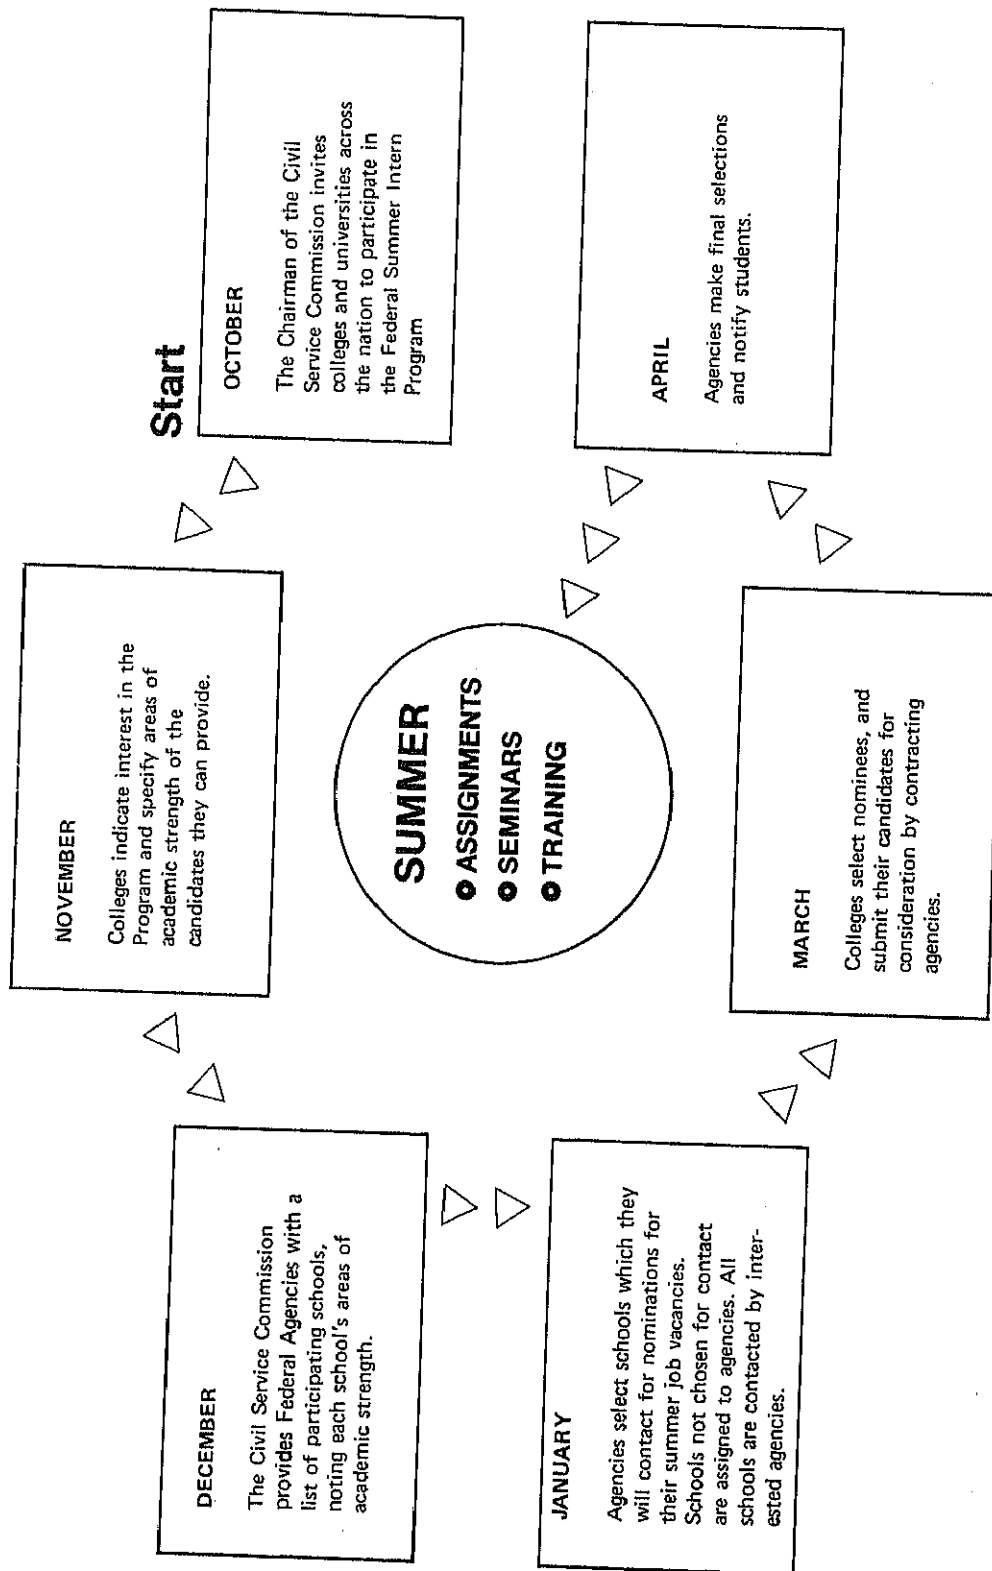 Start
OCTOBER
The Chairman of the Civil
Service Commission invites
colleges and universities across
the nation to participate in
the Federal Summer Intern
Program
NOVEMBER
Colleges indicate interest in the
Program and specify areas of
academic strength of the
candidates they can provide.
DECEMBER
The Civil Service Commission
provides Federal Agencies with a
list of participating schools,
noting each school's areas of
academic strength.
JANUARY
Agencies select schools which they
will contact for nominations for
their summer job vacancies.
Schools not chosen for contact
are assigned to agencies. All
schools are contacted by inter-
ested agencies.
MARCH
Colleges select nominees, and
submit their candidates for
consideration by contracting
agencies.
APRIL
Agencies make final selections
and notify students.
SUMMER
ASSIGNMENTS
SEMINARS
TRAINING